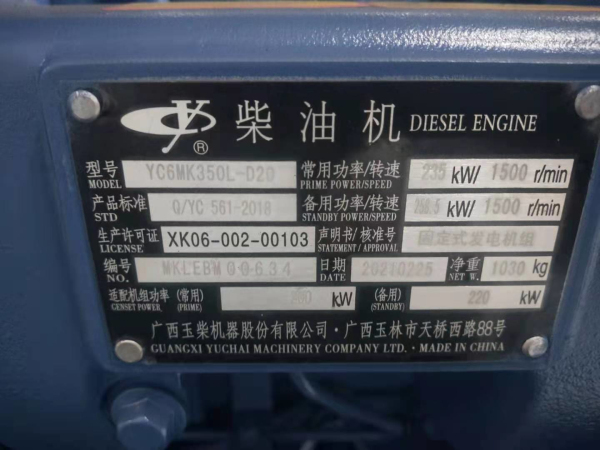 柴油机 DIESEL ENGINE
型号 MODEL YC6MK350L-D20 常用功率/转速 PRIME POWER/SPEED 235 kW/ 1500 r/min
产品标准 STD Q/YC 561-2018 备用功率/转速 STANDBY POWER/SPEED kW/ 1500 r/min
生产许可证 LICENSE XK06-002-00103 声明书/核准号 STATEMENT / APPROVAL 固定式发电机组
编号 NO. 日期 DATE 20210225 净重 NET W. 1030 kg
适配机组功率 GENSET POWER (常用) (PRIME) kW (备用) (STANDBY) 220 kW
广西玉柴机器股份有限公司·广西玉林市天桥西路88号
GUANGXI YUCHAI MACHINERY COMPANY LTD. · MADE IN CHINA